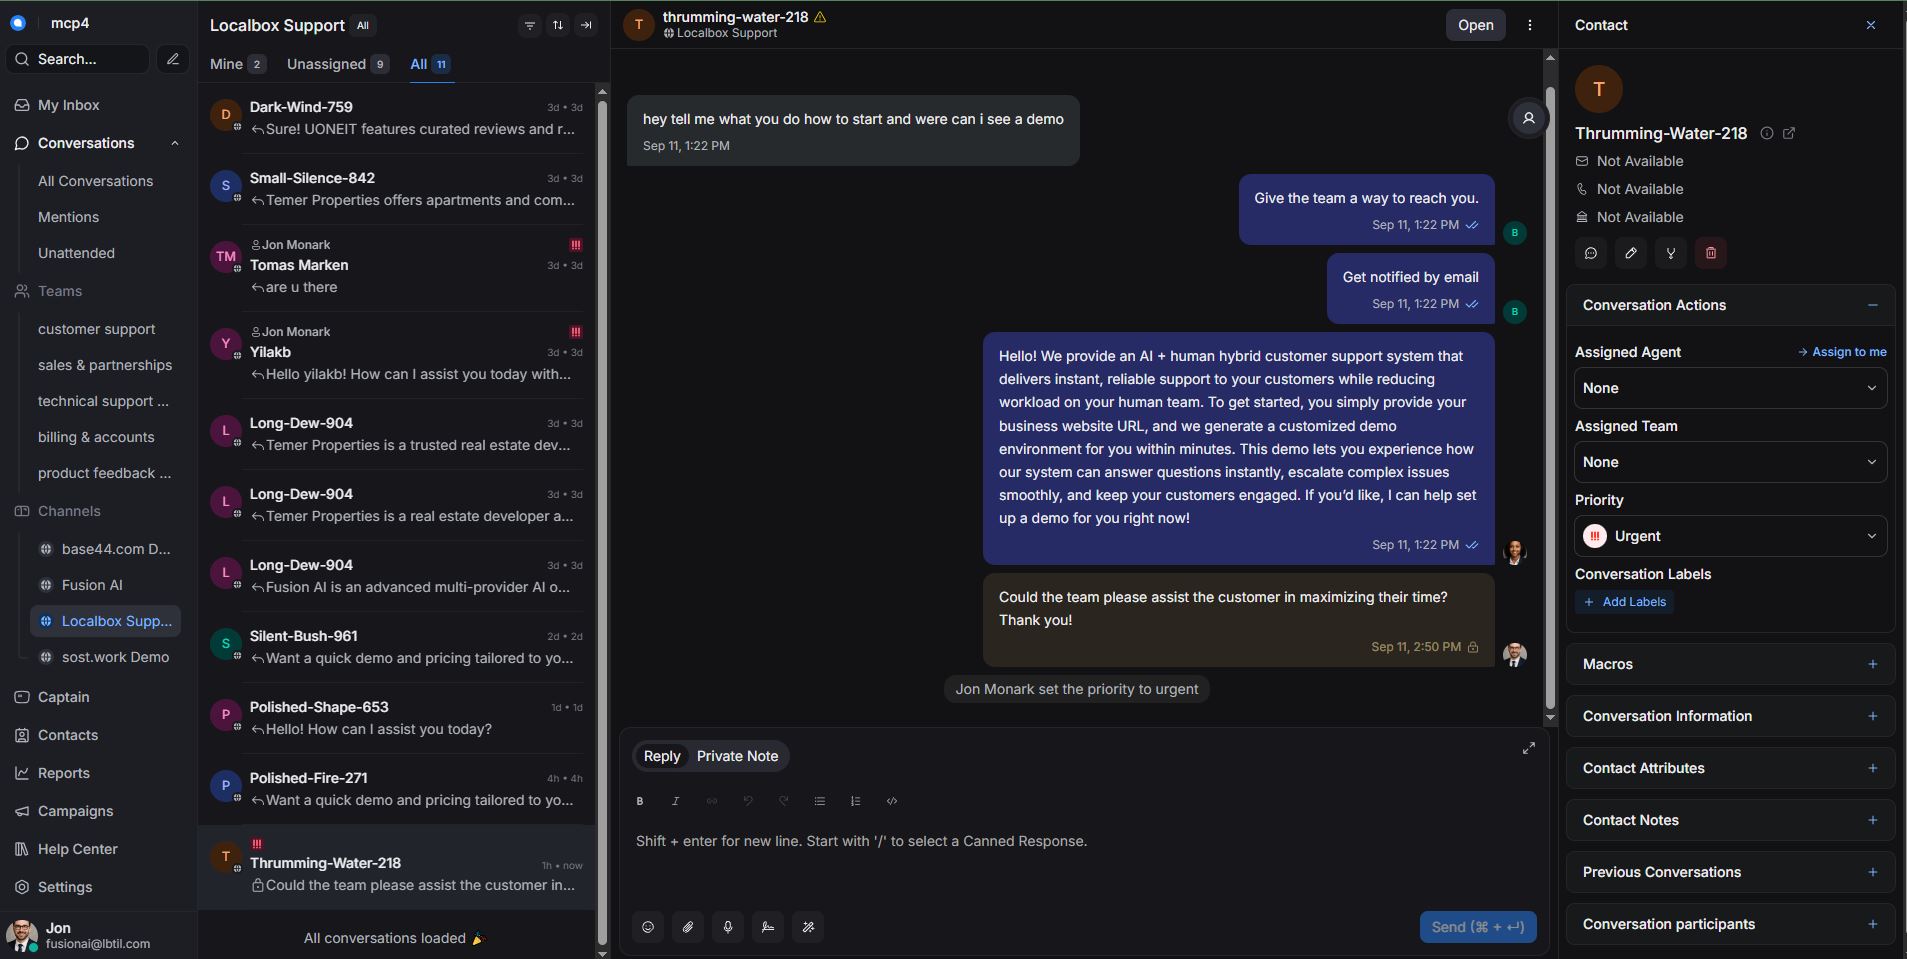 mcp4
Search...
My Inbox
Conversations
All Conversations
Mentions
Unattended
Teams
customer support
sales & partnerships
technical support ...
billing & accounts
product feedback ...
Channels
base44.com D...
Fusion AI
Localbox Supp...
sost.work Demo
Captain
Contacts
Reports
Campaigns
Help Center
Settings
Jon
fusionai@lbtil.com
Localbox Support All
Mine 2 Unassigned 9 All 11
D
Dark-Wind-759 3d • 3d
Sure! UONEIT features curated reviews and r...
S
Small-Silence-842 3d • 3d
Temer Properties offers apartments and com...
Jon Monark !!!
TM
Tomas Marken 3d • 3d
are u there
Jon Monark !!!
Y
Yilakb 3d • 3d
Hello yilakb! How can I assist you today with...
L
Long-Dew-904 3d • 3d
Temer Properties is a trusted real estate dev...
L
Long-Dew-904 3d • 3d
Temer Properties is a real estate developer a...
L
Long-Dew-904 3d • 3d
Fusion AI is an advanced multi-provider AI o...
S
Silent-Bush-961 2d • 2d
Want a quick demo and pricing tailored to yo...
P
Polished-Shape-653 1d • 1d
Hello! How can I assist you today?
P
Polished-Fire-271 4h • 4h
Want a quick demo and pricing tailored to yo...
!!!
T
Thrumming-Water-218 1h • now
Could the team please assist the customer in...
All conversations loaded 🎉
T
thrumming-water-218
Localbox Support
Open
hey tell me what you do how to start and were can i see a demo
Sep 11, 1:22 PM
Give the team a way to reach you.
Sep 11, 1:22 PM
B
Get notified by email
Sep 11, 1:22 PM
B
Hello! We provide an AI + human hybrid customer support system that
delivers instant, reliable support to your customers while reducing
workload on your human team. To get started, you simply provide your
business website URL, and we generate a customized demo
environment for you within minutes. This demo lets you experience how
our system can answer questions instantly, escalate complex issues
smoothly, and keep your customers engaged. If you’d like, I can help set
up a demo for you right now!
Sep 11, 1:22 PM
Could the team please assist the customer in maximizing their time?
Thank you!
Sep 11, 2:50 PM
Jon Monark set the priority to urgent
Reply Private Note
B I
Shift + enter for new line. Start with '/' to select a Canned Response.
Send (⌘ + ↵)
Contact
T
Thrumming-Water-218
Not Available
Not Available
Not Available
Conversation Actions
Assigned Agent → Assign to me
None
Assigned Team
None
Priority
!!! Urgent
Conversation Labels
+ Add Labels
Macros
Conversation Information
Contact Attributes
Contact Notes
Previous Conversations
Conversation participants